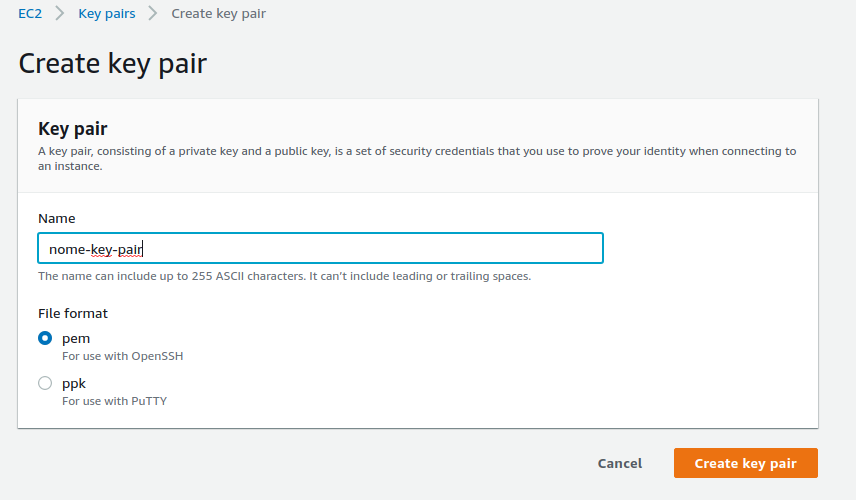 EC2 > Key pairs > Create key pair
Create key pair
Key pair
A key pair, consisting of a private key and a public key, is a set of security credentials that you use to prove your identity when connecting to
an instance.
Name
nome-key-pair
The name can include up to 255 ASCII characters. It can't include leading or trailing spaces.
File format
pem
For use with OpenSSH
ppk
For use with PuTTY
Cancel Create key pair